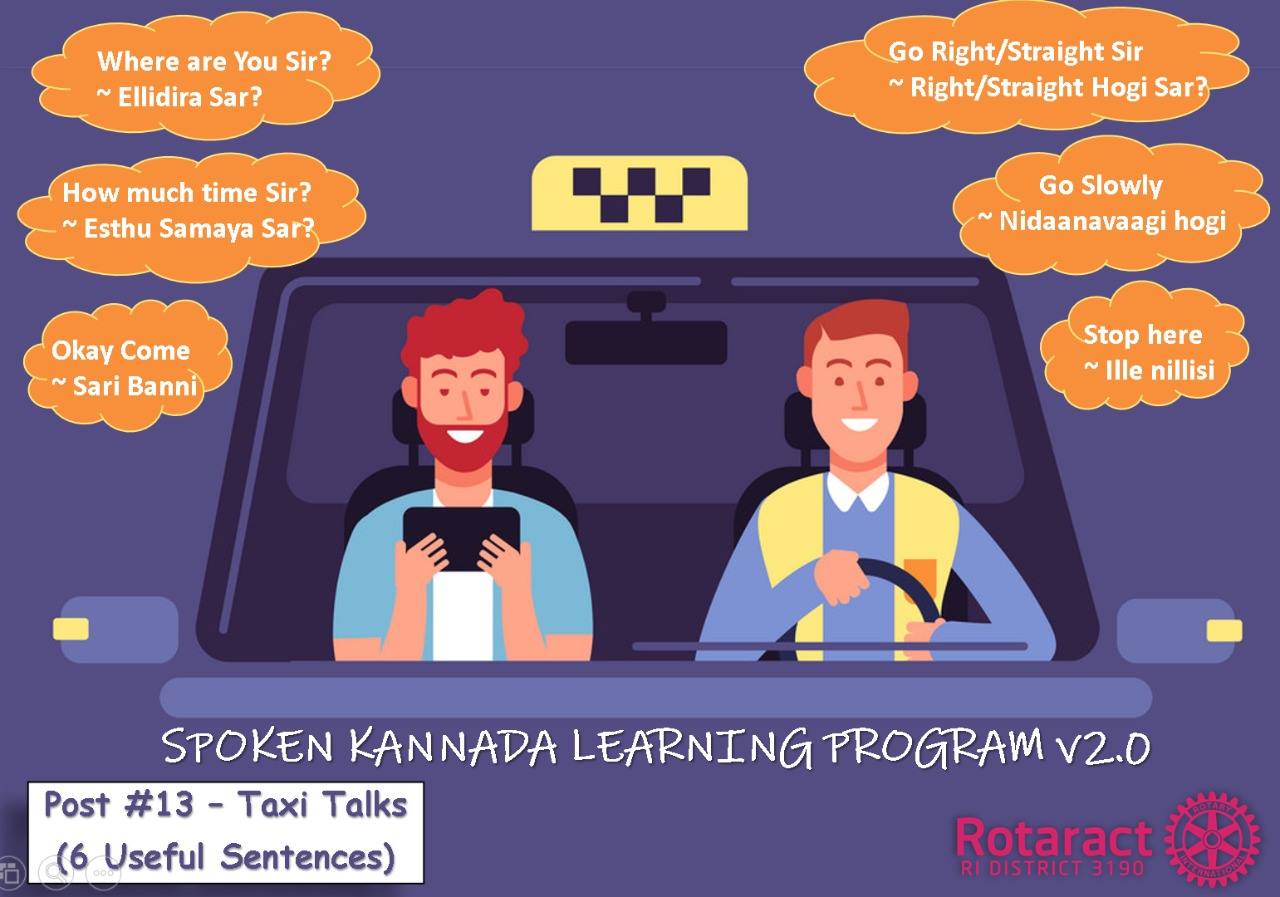 Where are You Sir?
~ Ellidira Sar?
How much time Sir?
~ Esthu Samaya Sar?
Okay Come
~ Sari Banni
Go Right/Straight Sir
~ Right/Straight Hogi Sar?
Go Slowly
~ Nidaanavaagi hogi
Stop here
~ Ille nillisi
SPOKEN KANNADA LEARNING PROGRAM V2.0
Post #13 – Taxi Talks
(6 Useful Sentences)
Rotaract
RI DISTRICT 3190
ROTARY
INTERNATIONAL